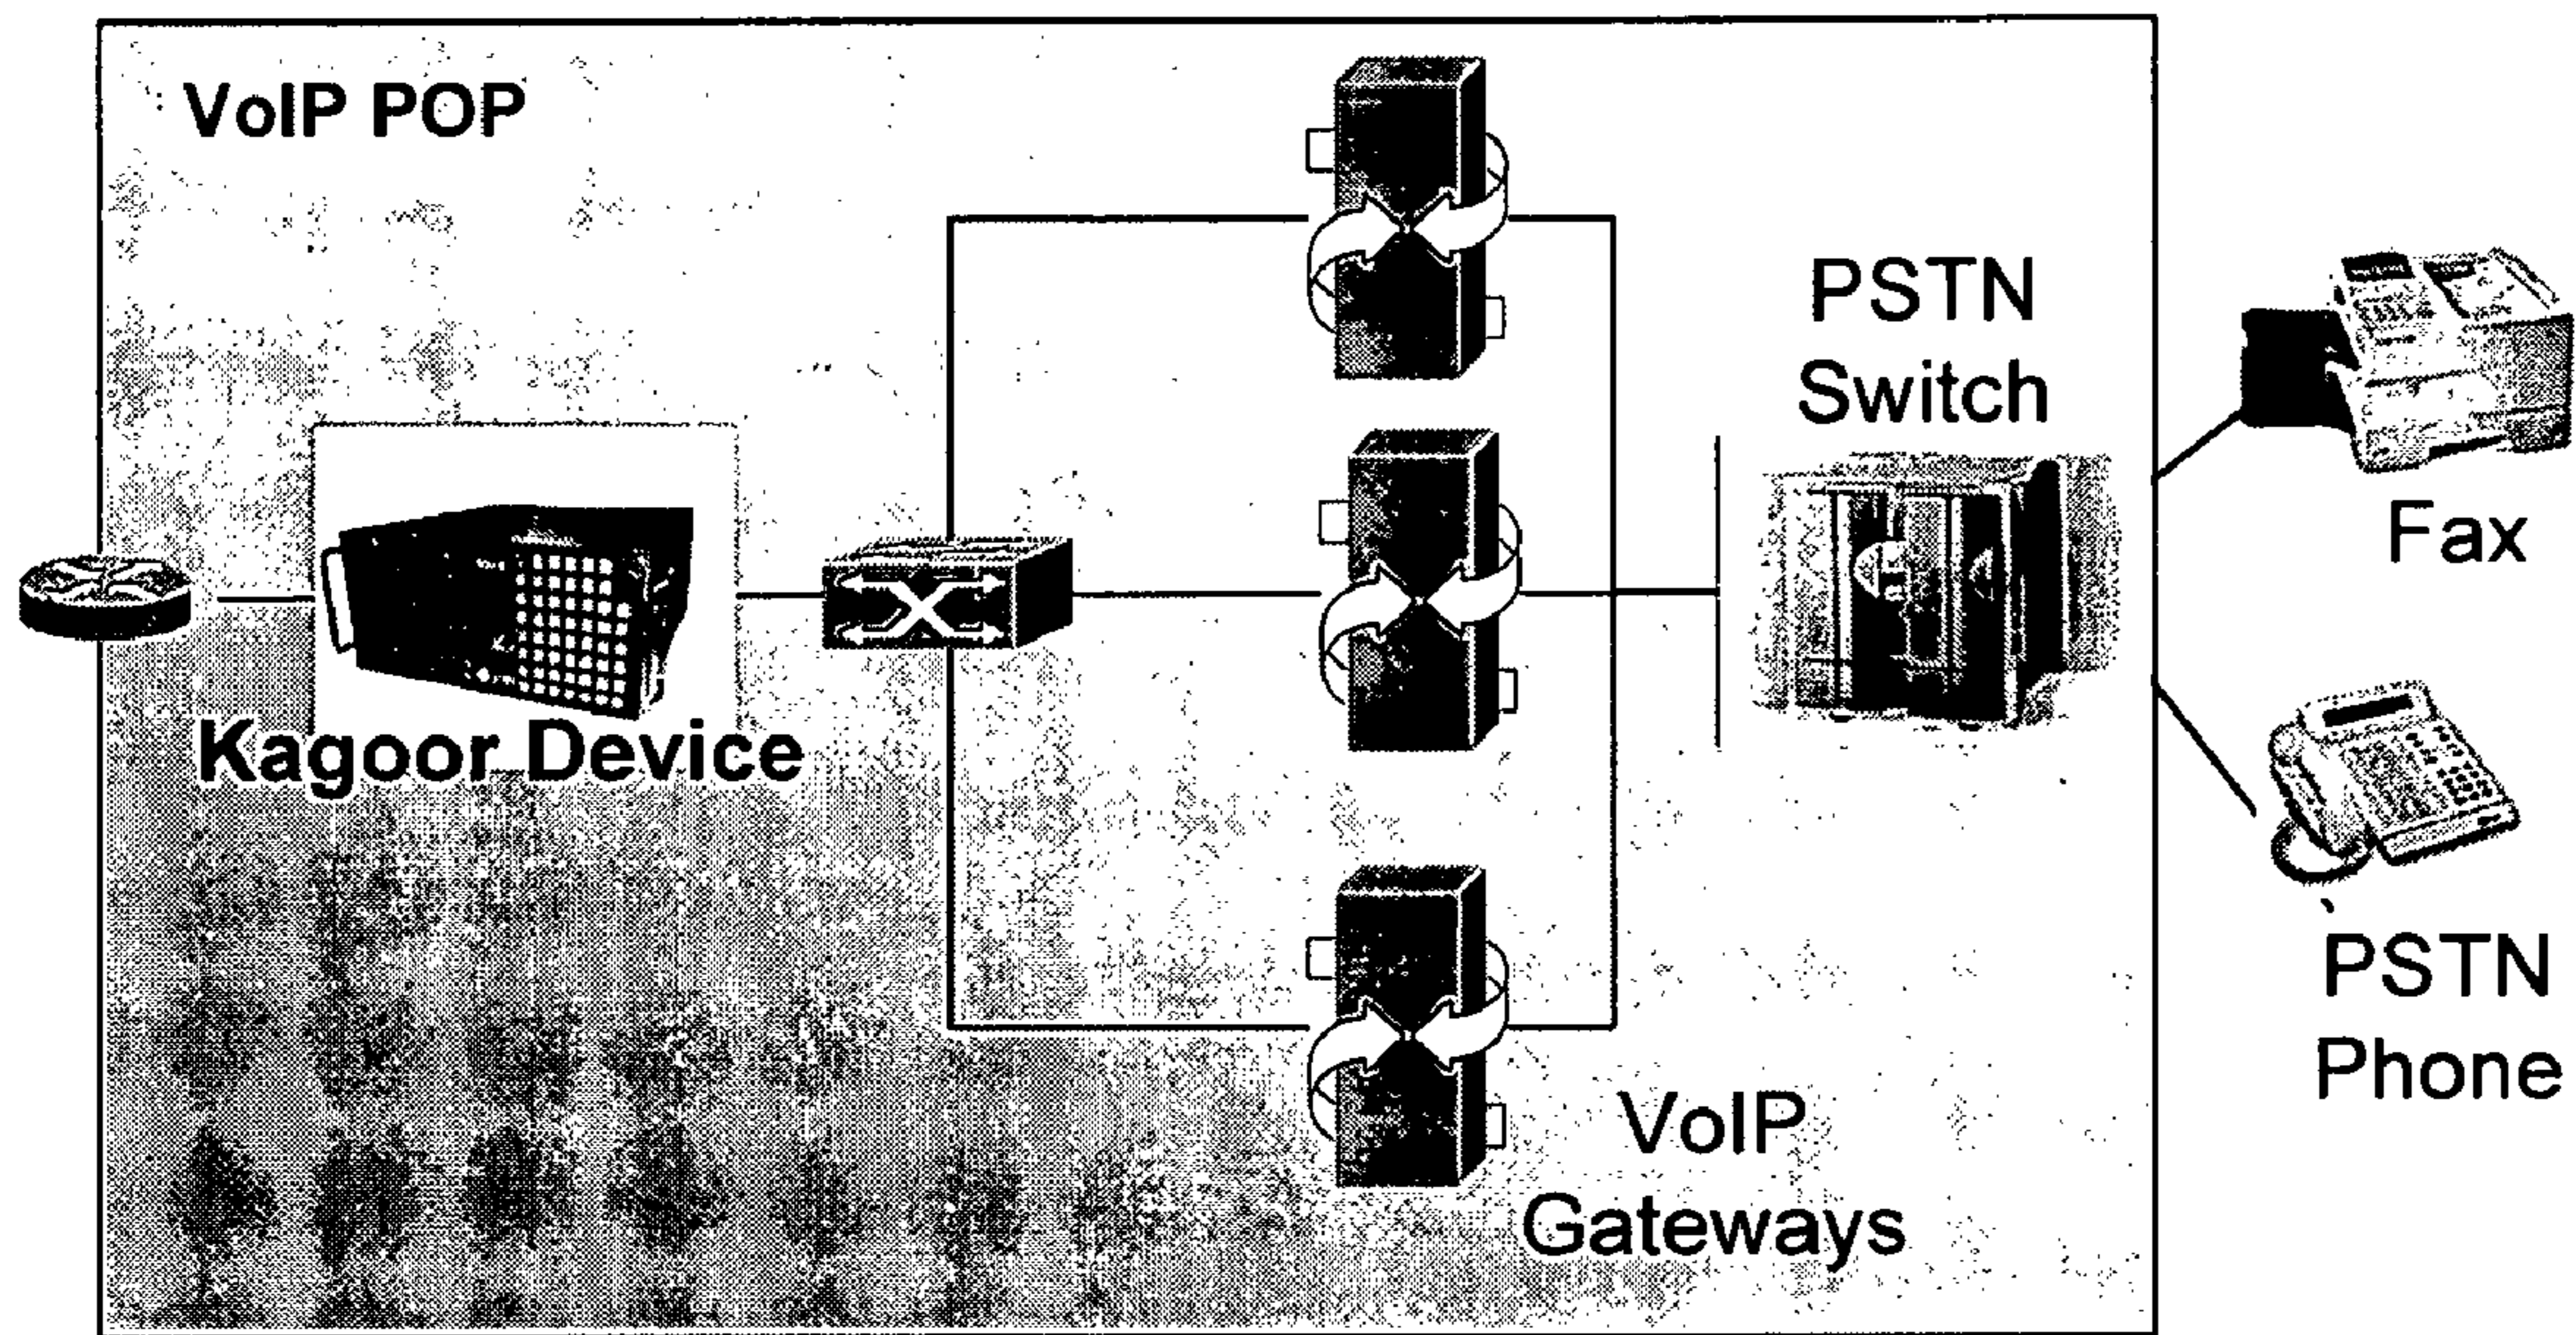 VoIP POP
PSTN
Switch
Fax
Kagoor Device
PSTN
Phone
VoIP
Gateways